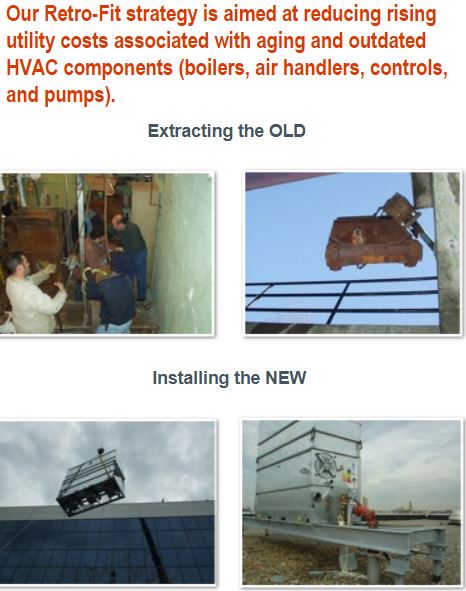 Our Retro-Fit strategy is aimed at reducing rising
utility costs associated with aging and outdated
HVAC components (boilers, air handlers, controls,
and pumps).
Extracting the OLD
Installing the NEW